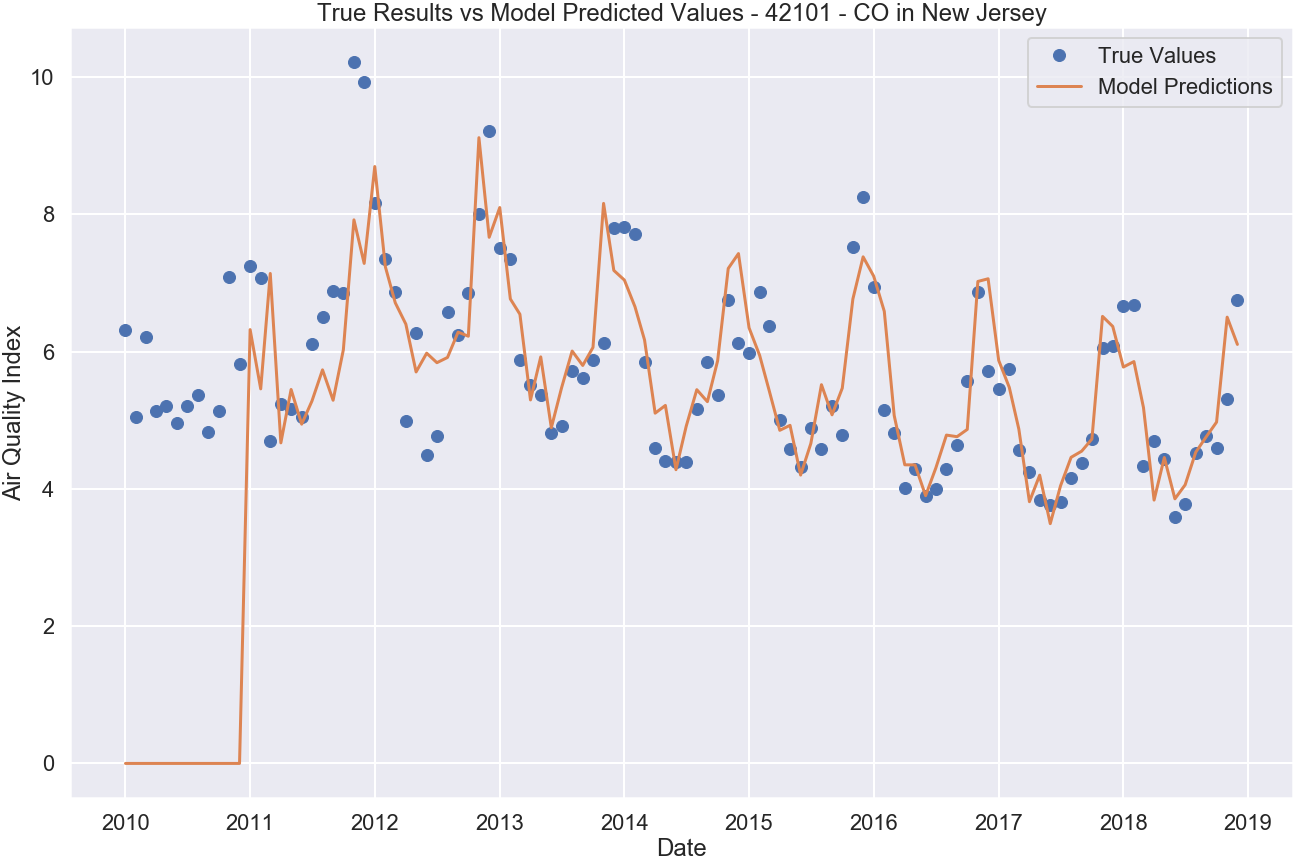 True Results vs Model Predicted Values - 42101 - CO in New Jersey
True Values
Model Predictions
Air Quality Index
10
8
6
4
2
0
2010 2011 2012 2013 2014 2015 2016 2017 2018 2019
Date